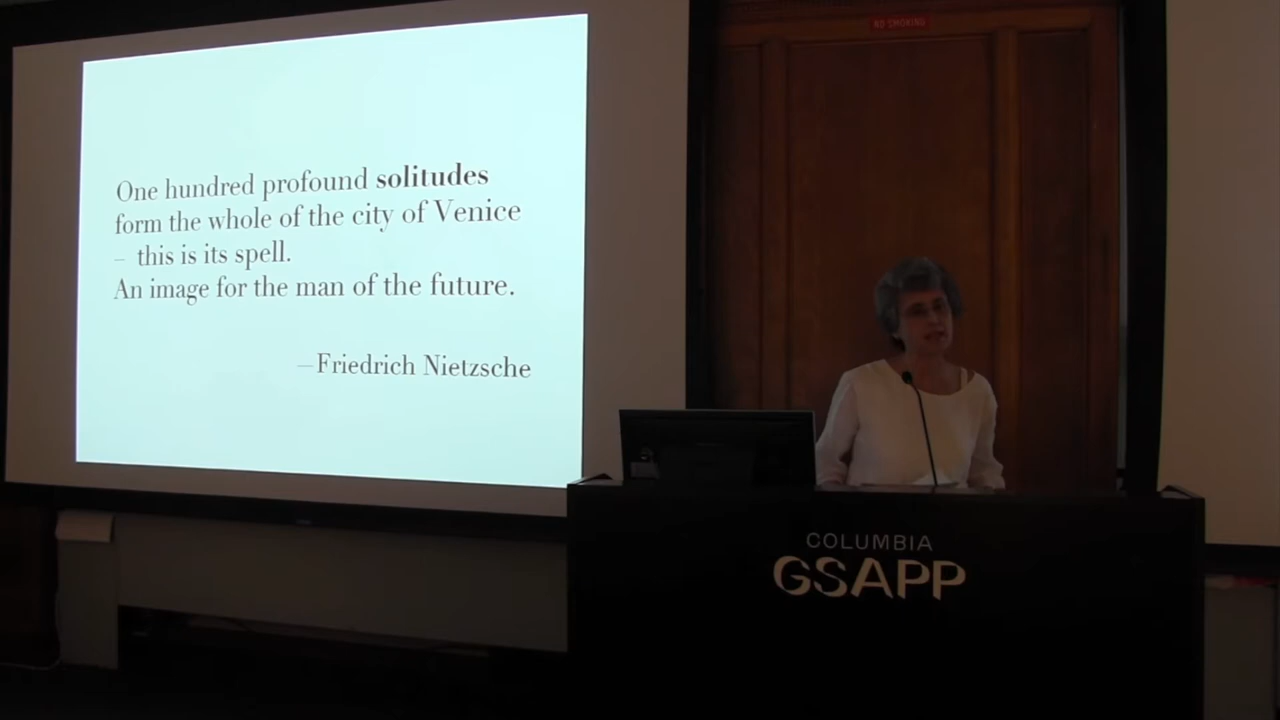 One hundred profound solitudes
form the whole of the city of Venice
– this is its spell.
An image for the man of the future.
—Friedrich Nietzsche
NO SMOKING
COLUMBIA
GSAPP